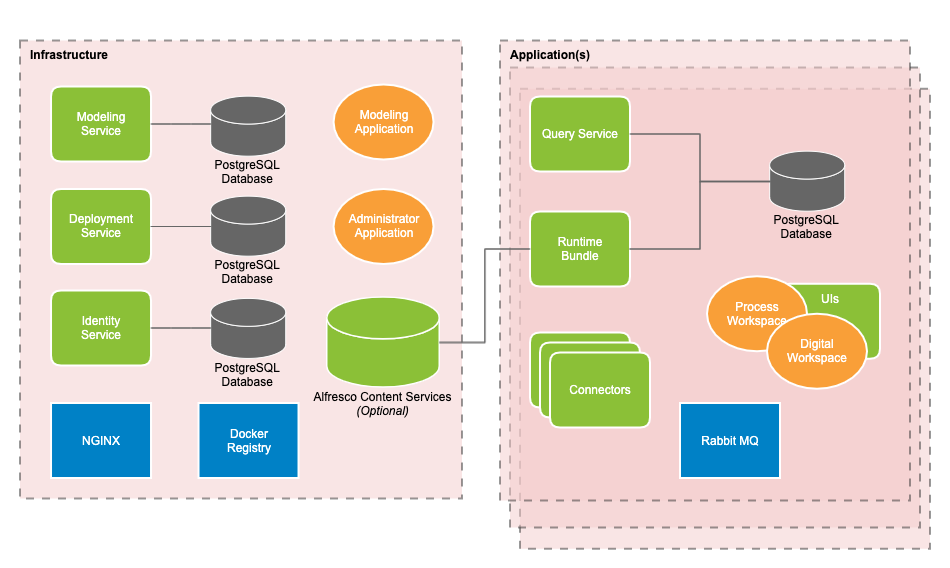 Infrastructure
Modeling
Service
PostgreSQL
Database
Modeling
Application
Deployment
Service
PostgreSQL
Database
Administrator
Application
Identity
Service
PostgreSQL
Database
Alfresco Content Services
(Optional)
NGINX
Docker
Registry
Application(s)
Query Service
PostgreSQL
Database
Runtime
Bundle
Process
Workspace
UIs
Digital
Workspace
Connectors
Rabbit MQ